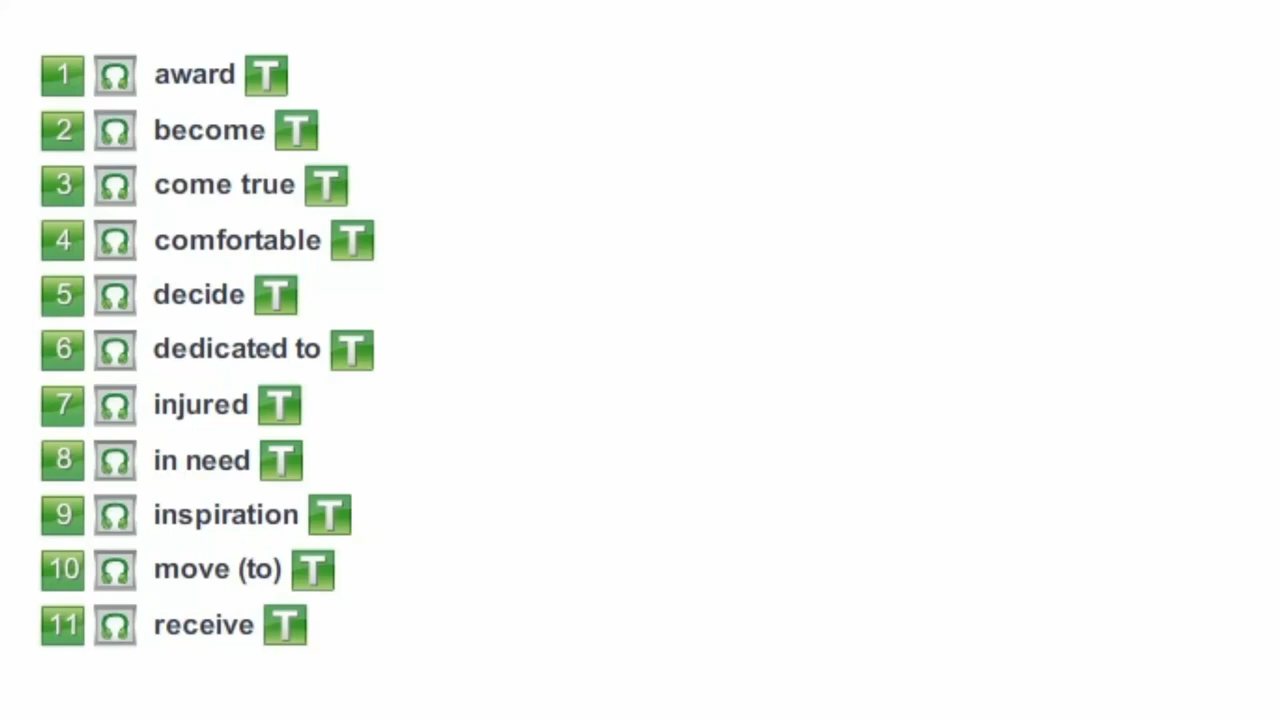 1 award T
2 become T
3 come true T
4 comfortable T
5 decide T
6 dedicated to T
7 injured T
8 in need T
9 inspiration T
10 move (to) T
11 receive T